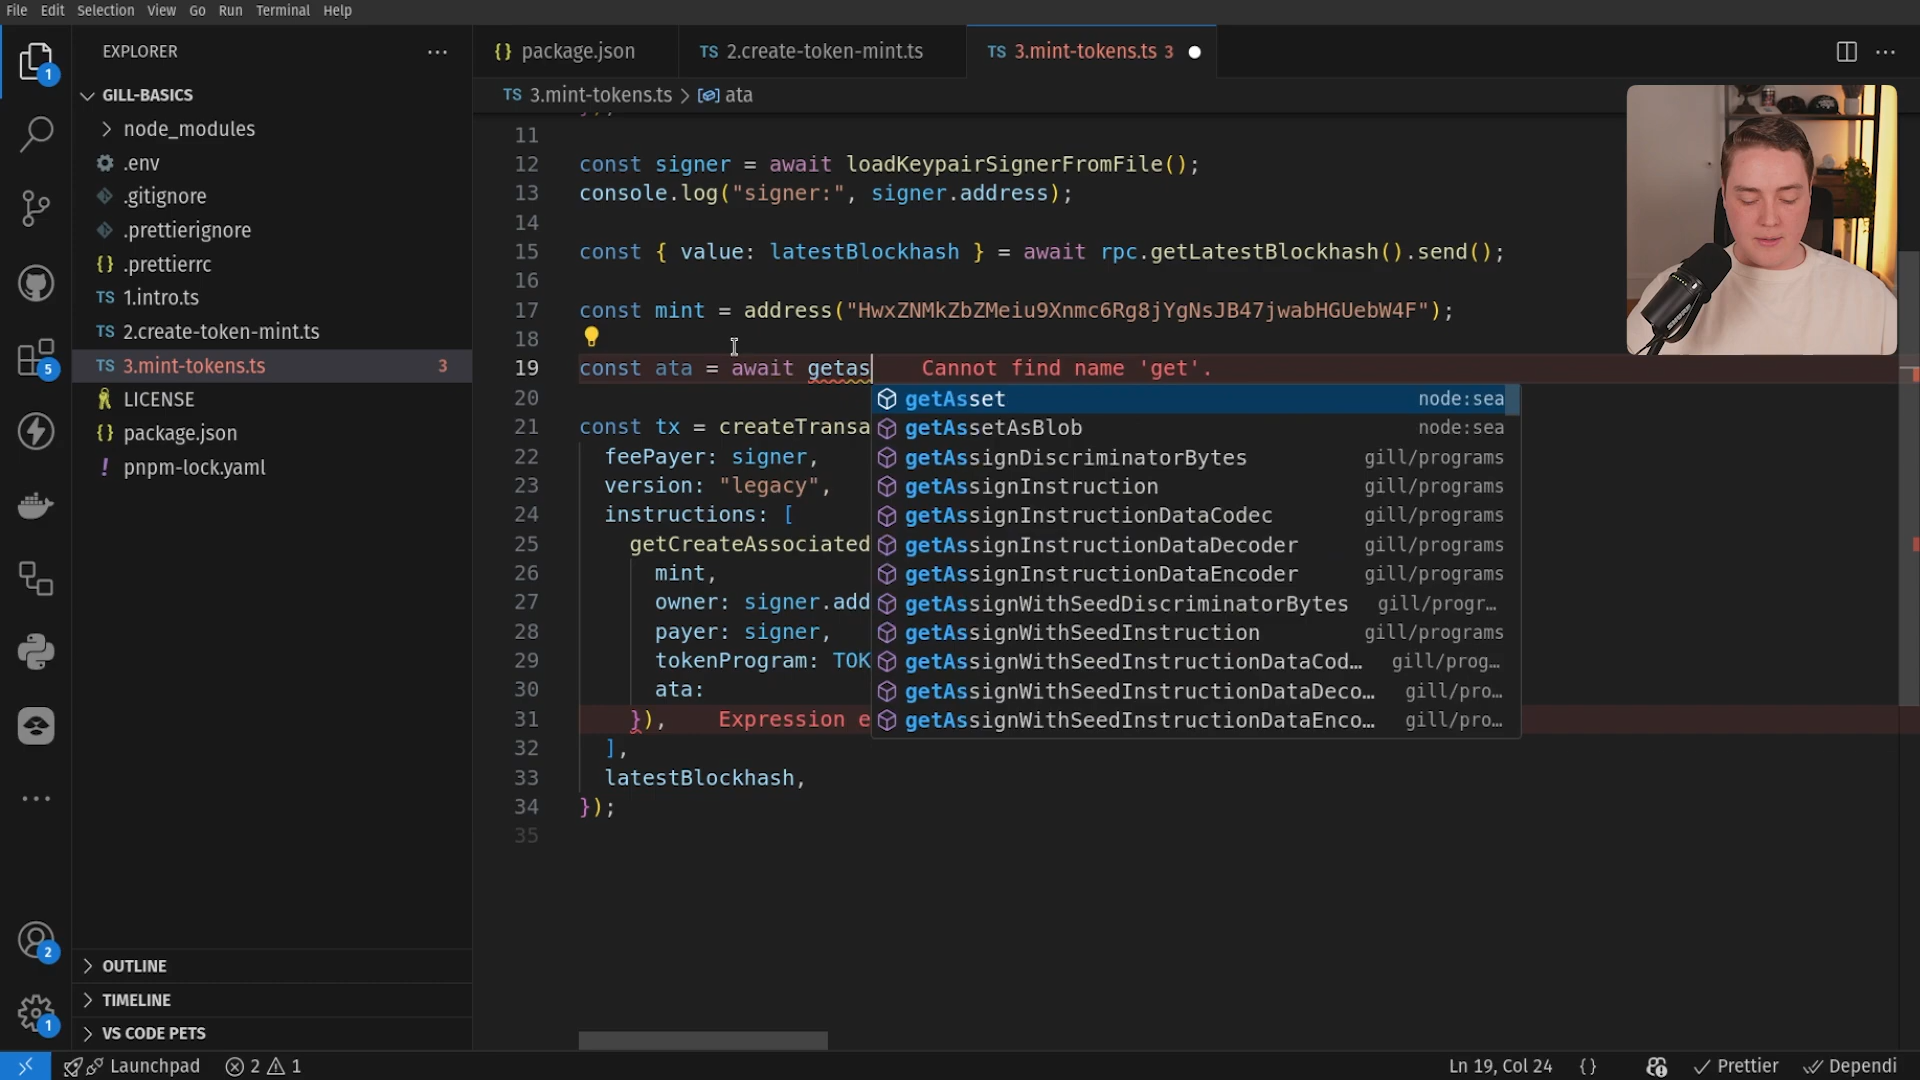 File Edit Selection View Go Run Terminal Help
EXPLORER
GILL-BASICS
node_modules
.env
.gitignore
.prettierignore
{} .prettierrc
TS 1.intro.ts
TS 2.create-token-mint.ts
TS 3.mint-tokens.ts 3
LICENSE
{} package.json
! pnpm-lock.yaml
OUTLINE
TIMELINE
VS CODE PETS
1
5
2
1
{} package.json
TS 2.create-token-mint.ts
TS 3.mint-tokens.ts 3
TS 3.mint-tokens.ts > ata
11
12 const signer = await loadKeypairSignerFromFile();
13 console.log("signer:", signer.address);
14
15 const { value: latestBlockhash } = await rpc.getLatestBlockhash().send();
16
17 const mint = address("HwxZNMkZbZMeiu9Xnmc6Rg8jYgNsJB47jwabHGUebW4F");
18
19 const ata = await getas Cannot find name 'get'.
20
21 const tx = createTransa
22 feePayer: signer,
23 version: "legacy",
24 instructions: [
25 getCreateAssociated
26 mint,
27 owner: signer.add
28 payer: signer,
29 tokenProgram: TOK
30 ata:
31 }), Expression e
32 ],
33 latestBlockhash,
34 });
35
getAsset node:sea
getAssetAsBlob node:sea
getAssignDiscriminatorBytes gill/programs
getAssignInstruction gill/programs
getAssignInstructionDataCodec gill/programs
getAssignInstructionDataDecoder gill/programs
getAssignInstructionDataEncoder gill/programs
getAssignWithSeedDiscriminatorBytes gill/progr…
getAssignWithSeedInstruction gill/programs
getAssignWithSeedInstructionDataCod… gill/prog…
getAssignWithSeedInstructionDataDeco… gill/pro…
getAssignWithSeedInstructionDataEnco… gill/pro…
Launchpad 2 1
Ln 19, Col 24 {} Prettier Dependi